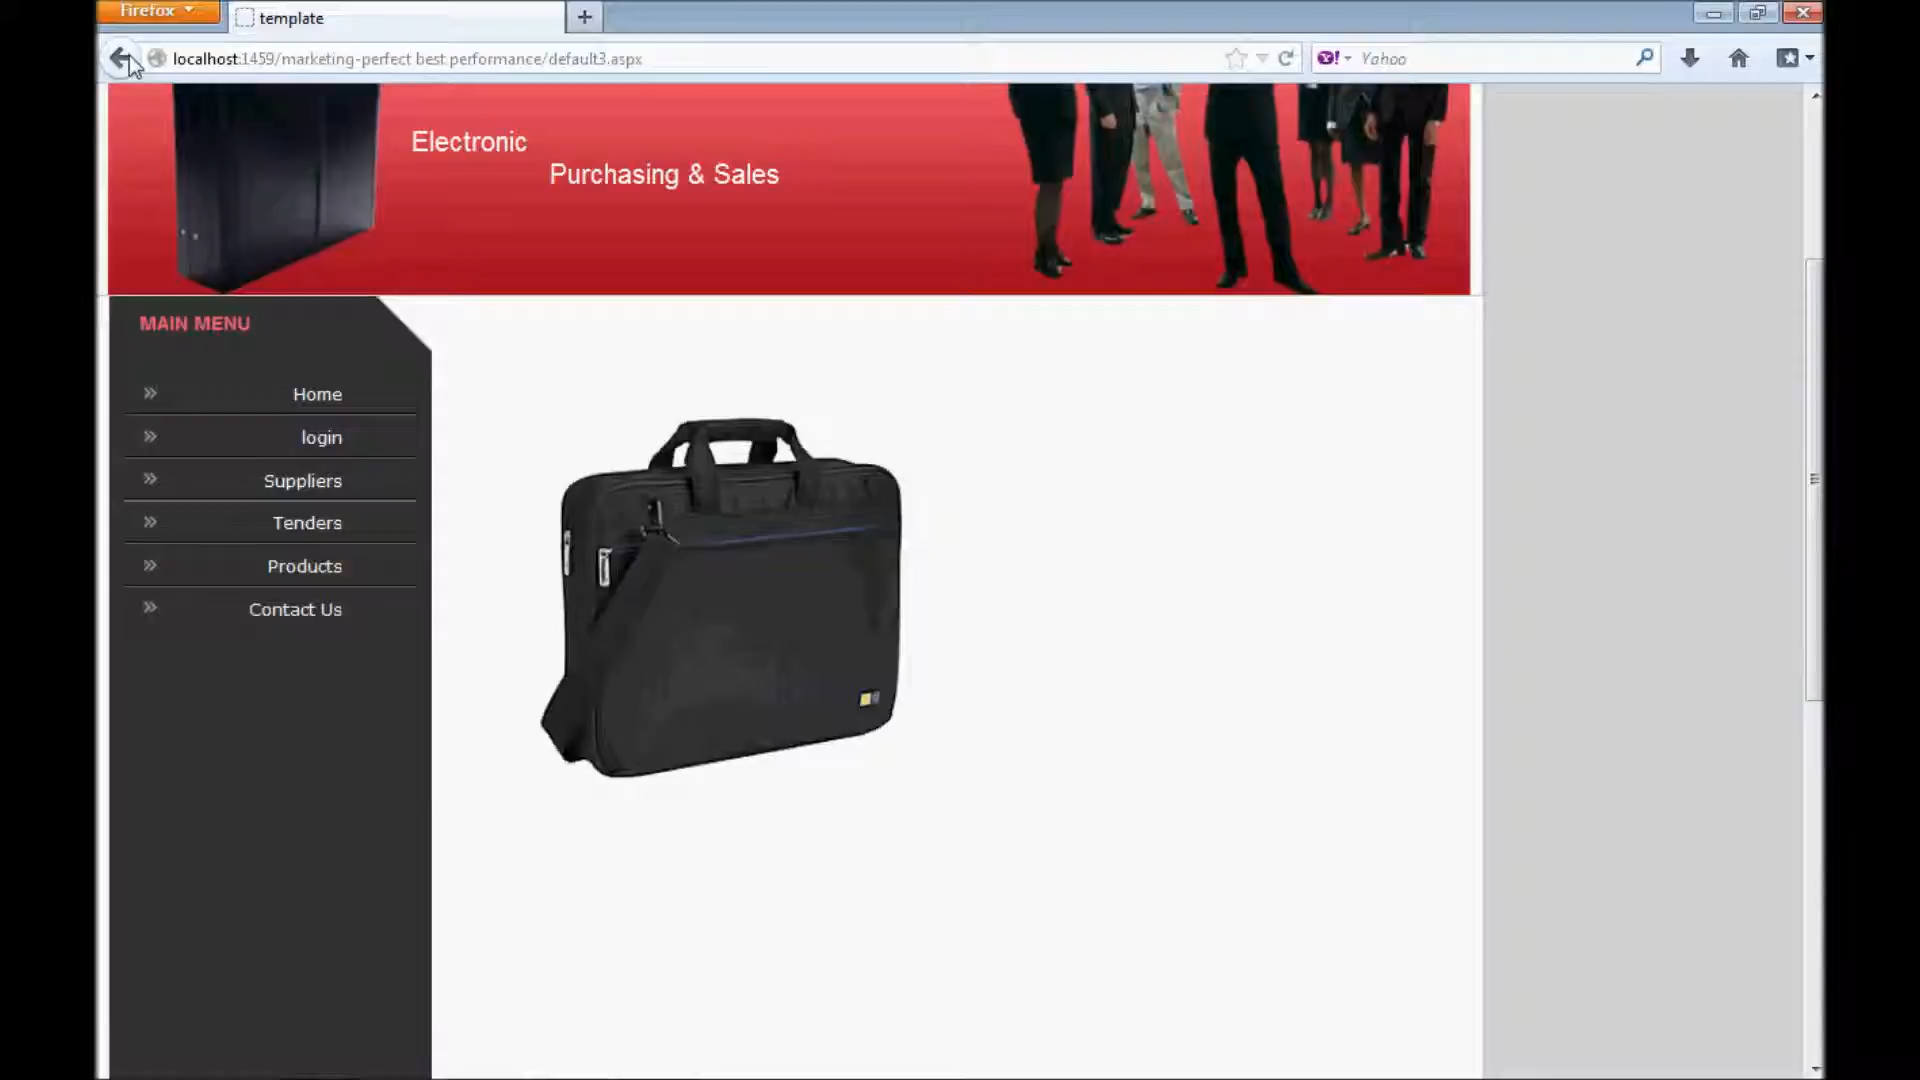 Firefox
template
localhost:1459/marketing-perfect best performance/default3.aspx
Yahoo
Electronic
Purchasing & Sales
MAIN MENU
Home
login
Suppliers
Tenders
Products
Contact Us